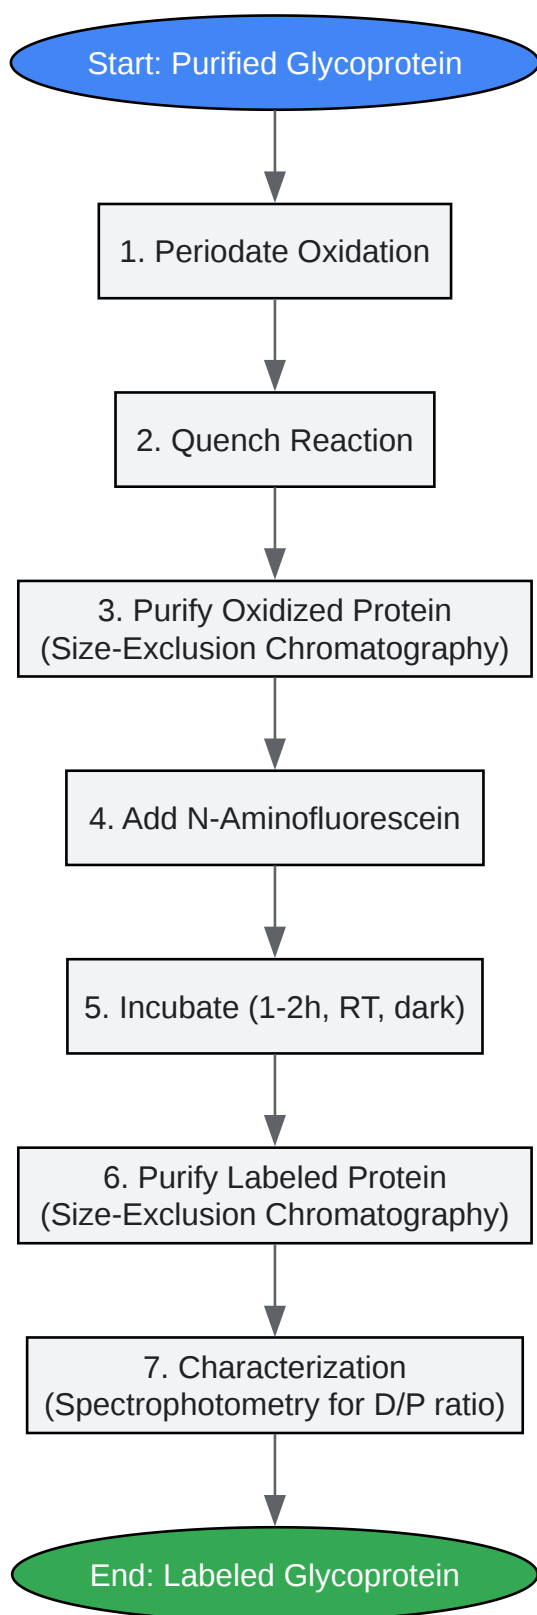 Start: Purified Glycoprotein
1. Periodate Oxidation
2. Quench Reaction
3. Purify Oxidized Protein
(Size-Exclusion Chromatography)
4. Add N-Aminofluorescein
5. Incubate (1-2h, RT, dark)
6. Purify Labeled Protein
(Size-Exclusion Chromatography)
7. Characterization
(Spectrophotometry for D/P ratio)
End: Labeled Glycoprotein